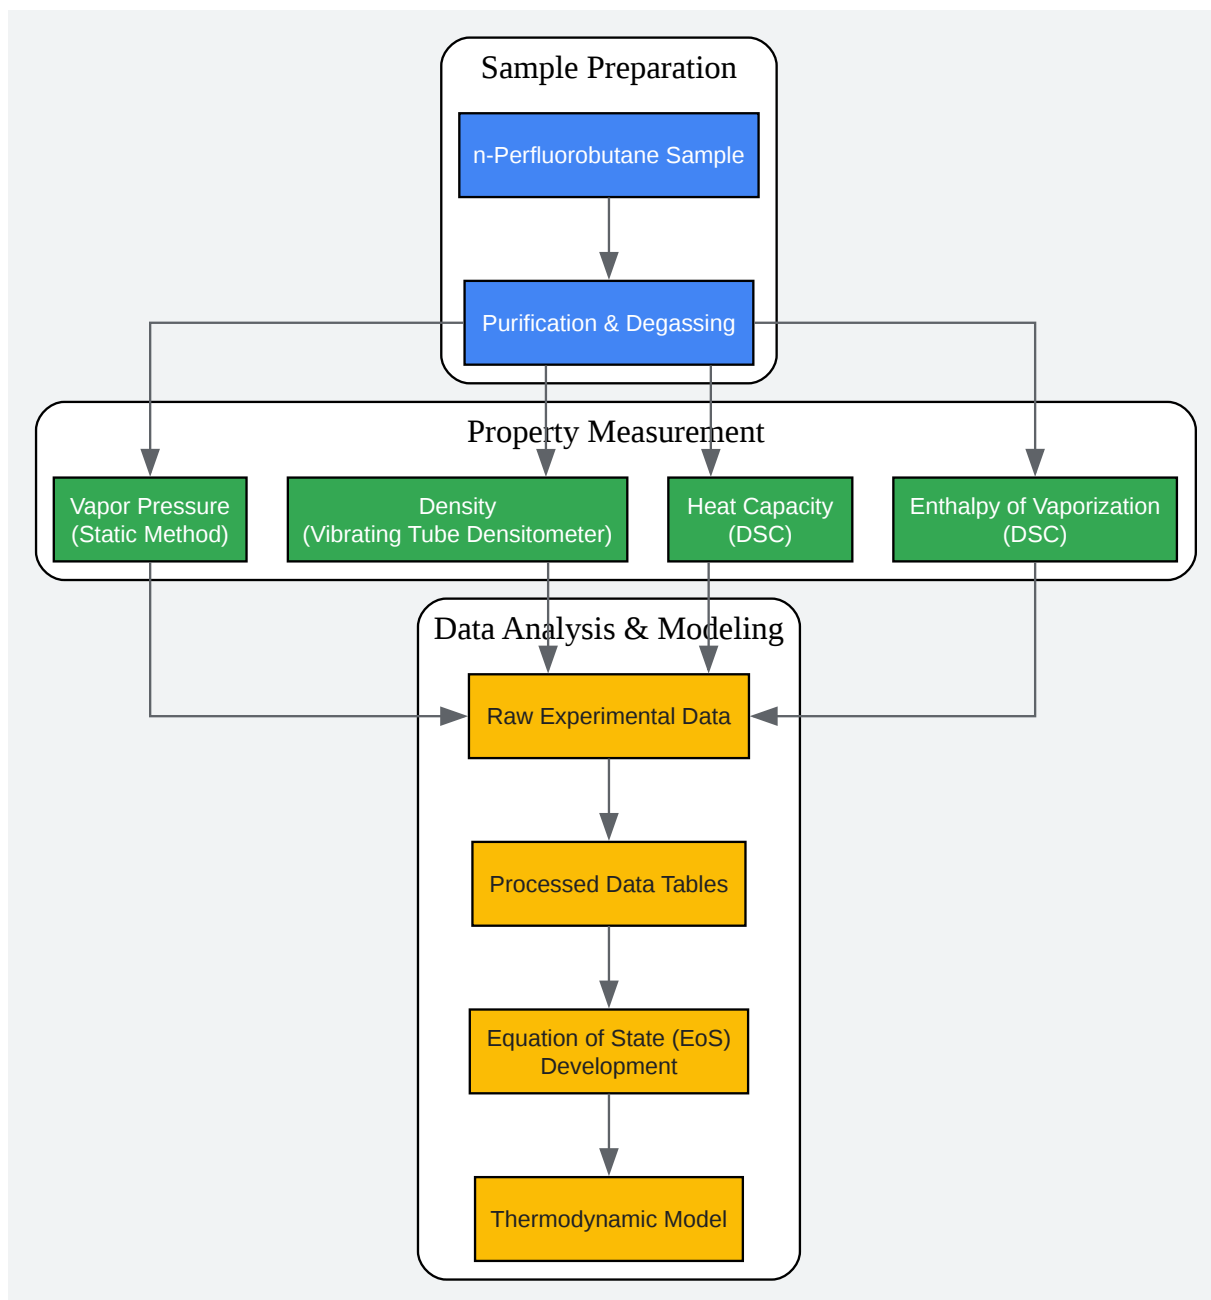 Sample Preparation
n-Perfluorobutane Sample
Purification & Degassing
Property Measurement
Vapor Pressure
(Static Method)
Density
(Vibrating Tube Densitometer)
Heat Capacity
(DSC)
Enthalpy of Vaporization
(DSC)
Data Analysis & Modeling
Raw Experimental Data
Processed Data Tables
Equation of State (EoS)
Development
Thermodynamic Model